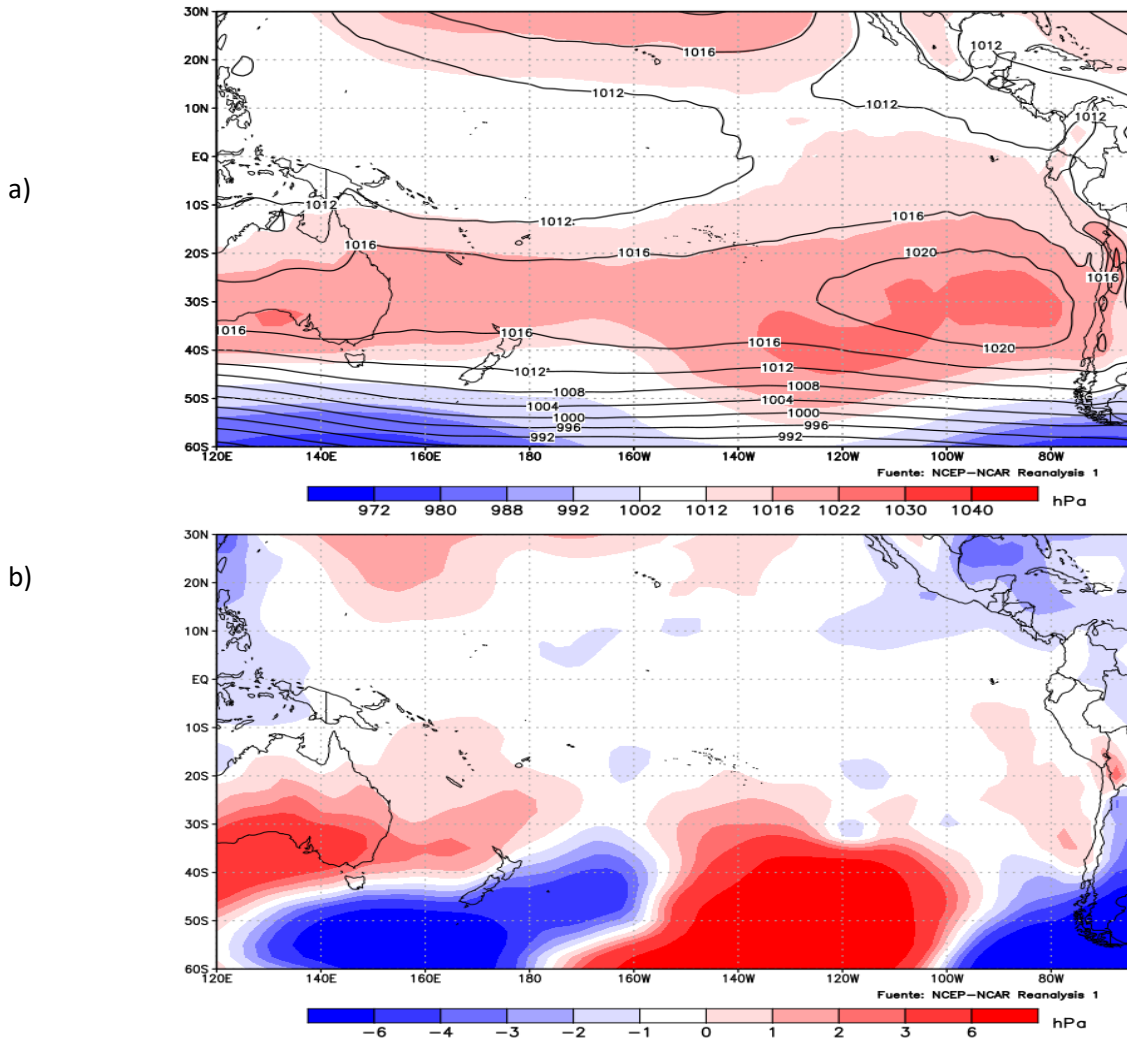 a)
30N
20N
10N
EQ
10S
20S
30S
40S
50S
60S
1016
1012
1012
1012
1012
1012
1012
1016
1016
1016
1020
1016
1016
1016
1016
1020
1012
1012
1008
1004
1000
996
992
1008
1004
1000
996
992
120E 140E 160E 180 160W 140W 120W 100W 80W
Fuente: NCEP-NCAR Reanalysis 1
972 980 988 992 1002 1012 1016 1022 1030 1040 hPa
b)
30N
20N
10N
EQ
10S
20S
30S
40S
50S
60S
120E 140E 160E 180 160W 140W 120W 100W 80W
Fuente: NCEP-NCAR Reanalysis 1
-6 -4 -3 -2 -1 0 1 2 3 6 hPa